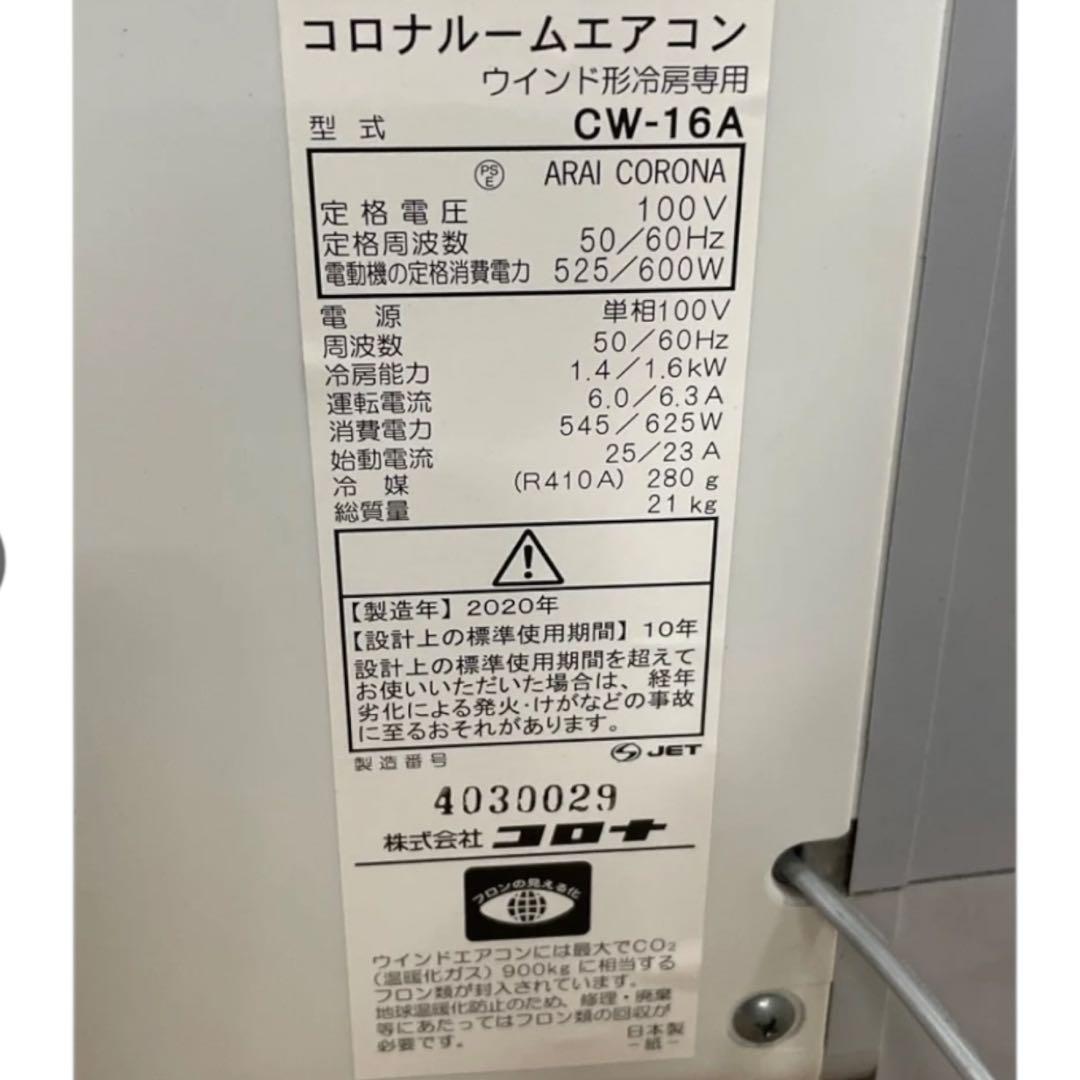 コロナルームエアコン
ウインド形冷房専用
型式 CW-16A
PSE ARAI CORONA
定格電圧 100V
定格周波数 50/60Hz
電動機の定格消費電力 525/600W
電源 単相100V
周波数 50/60Hz
冷房能力 1.4/1.6kW
運転電流 6.0/6.3A
消費電力 545/625W
始動電流 25/23A
冷媒 (R410A) 280g
総質量 21kg
【製造年】2020年
【設計上の標準使用期間】10年
設計上の標準使用期間を超えて
お使いいただいた場合は、経年
劣化による発火・けがなどの事故
に至るおそれがあります。
JET
製造番号
4030029
株式会社 コロナ
フロンの見える化
ウインドエアコンには最大でCO₂
(温暖化ガス)900kgに相当する
フロン類が封入されています。
地球温暖化防止のため、修理・廃棄
等にあたってはフロン類の回収が
必要です。
日本製
-紙-